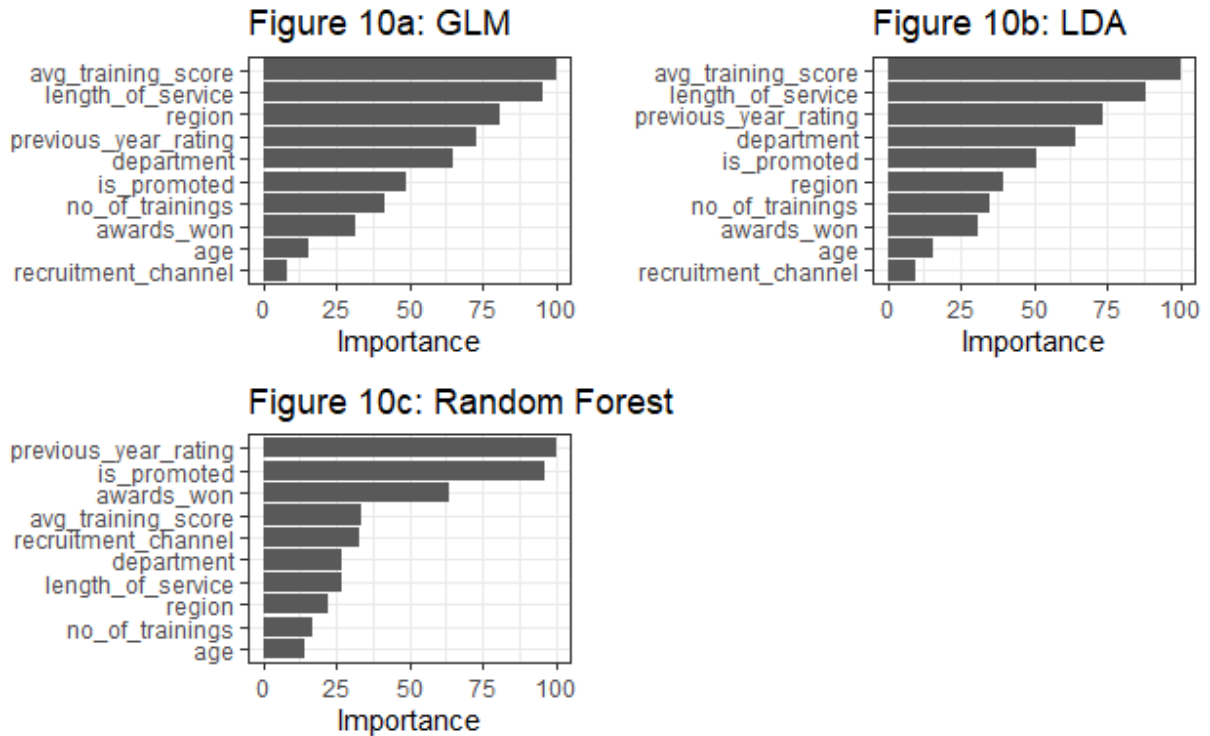 Figure 10a: GLM
avg_training_score
length_of_service
region
previous_year_rating
department
is_promoted
no_of_trainings
awards_won
age
recruitment_channel
0 25 50 75 100
Importance
Figure 10b: LDA
avg_training_score
length_of_service
previous_year_rating
department
is_promoted
region
no_of_trainings
awards_won
age
recruitment_channel
0 25 50 75 100
Importance
Figure 10c: Random Forest
previous_year_rating
is_promoted
awards_won
avg_training_score
recruitment_channel
department
length_of_service
region
no_of_trainings
age
0 25 50 75 100
Importance